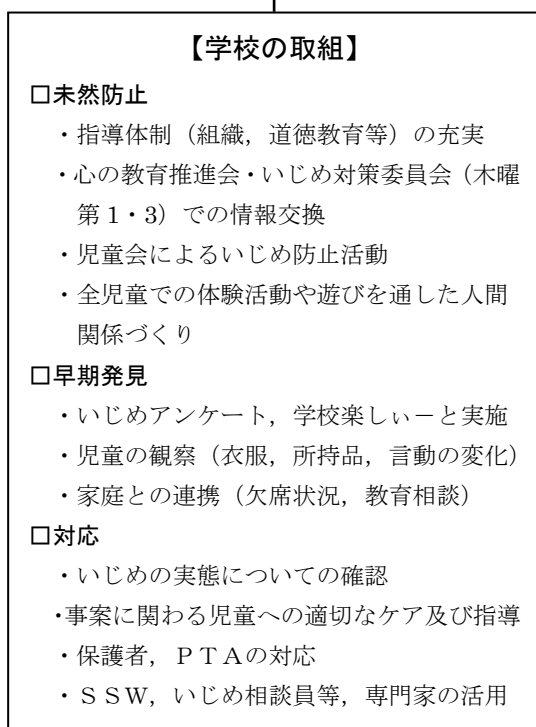 【学校の取組】
□未然防止
・指導体制（組織，道徳教育等）の充実
・心の教育推進会・いじめ対策委員会（木曜
第１・３）での情報交換
・児童会によるいじめ防止活動
・全児童での体験活動や遊びを通した人間
関係づくり
□早期発見
・いじめアンケート，学校楽しぃーと実施
・児童の観察（衣服，所持品，言動の変化）
・家庭との連携（欠席状況，教育相談）
□対応
・いじめの実態についての確認
・事案に関わる児童への適切なケア及び指導
・保護者，ＰＴＡの対応
・ＳＳＷ，いじめ相談員等，専門家の活用